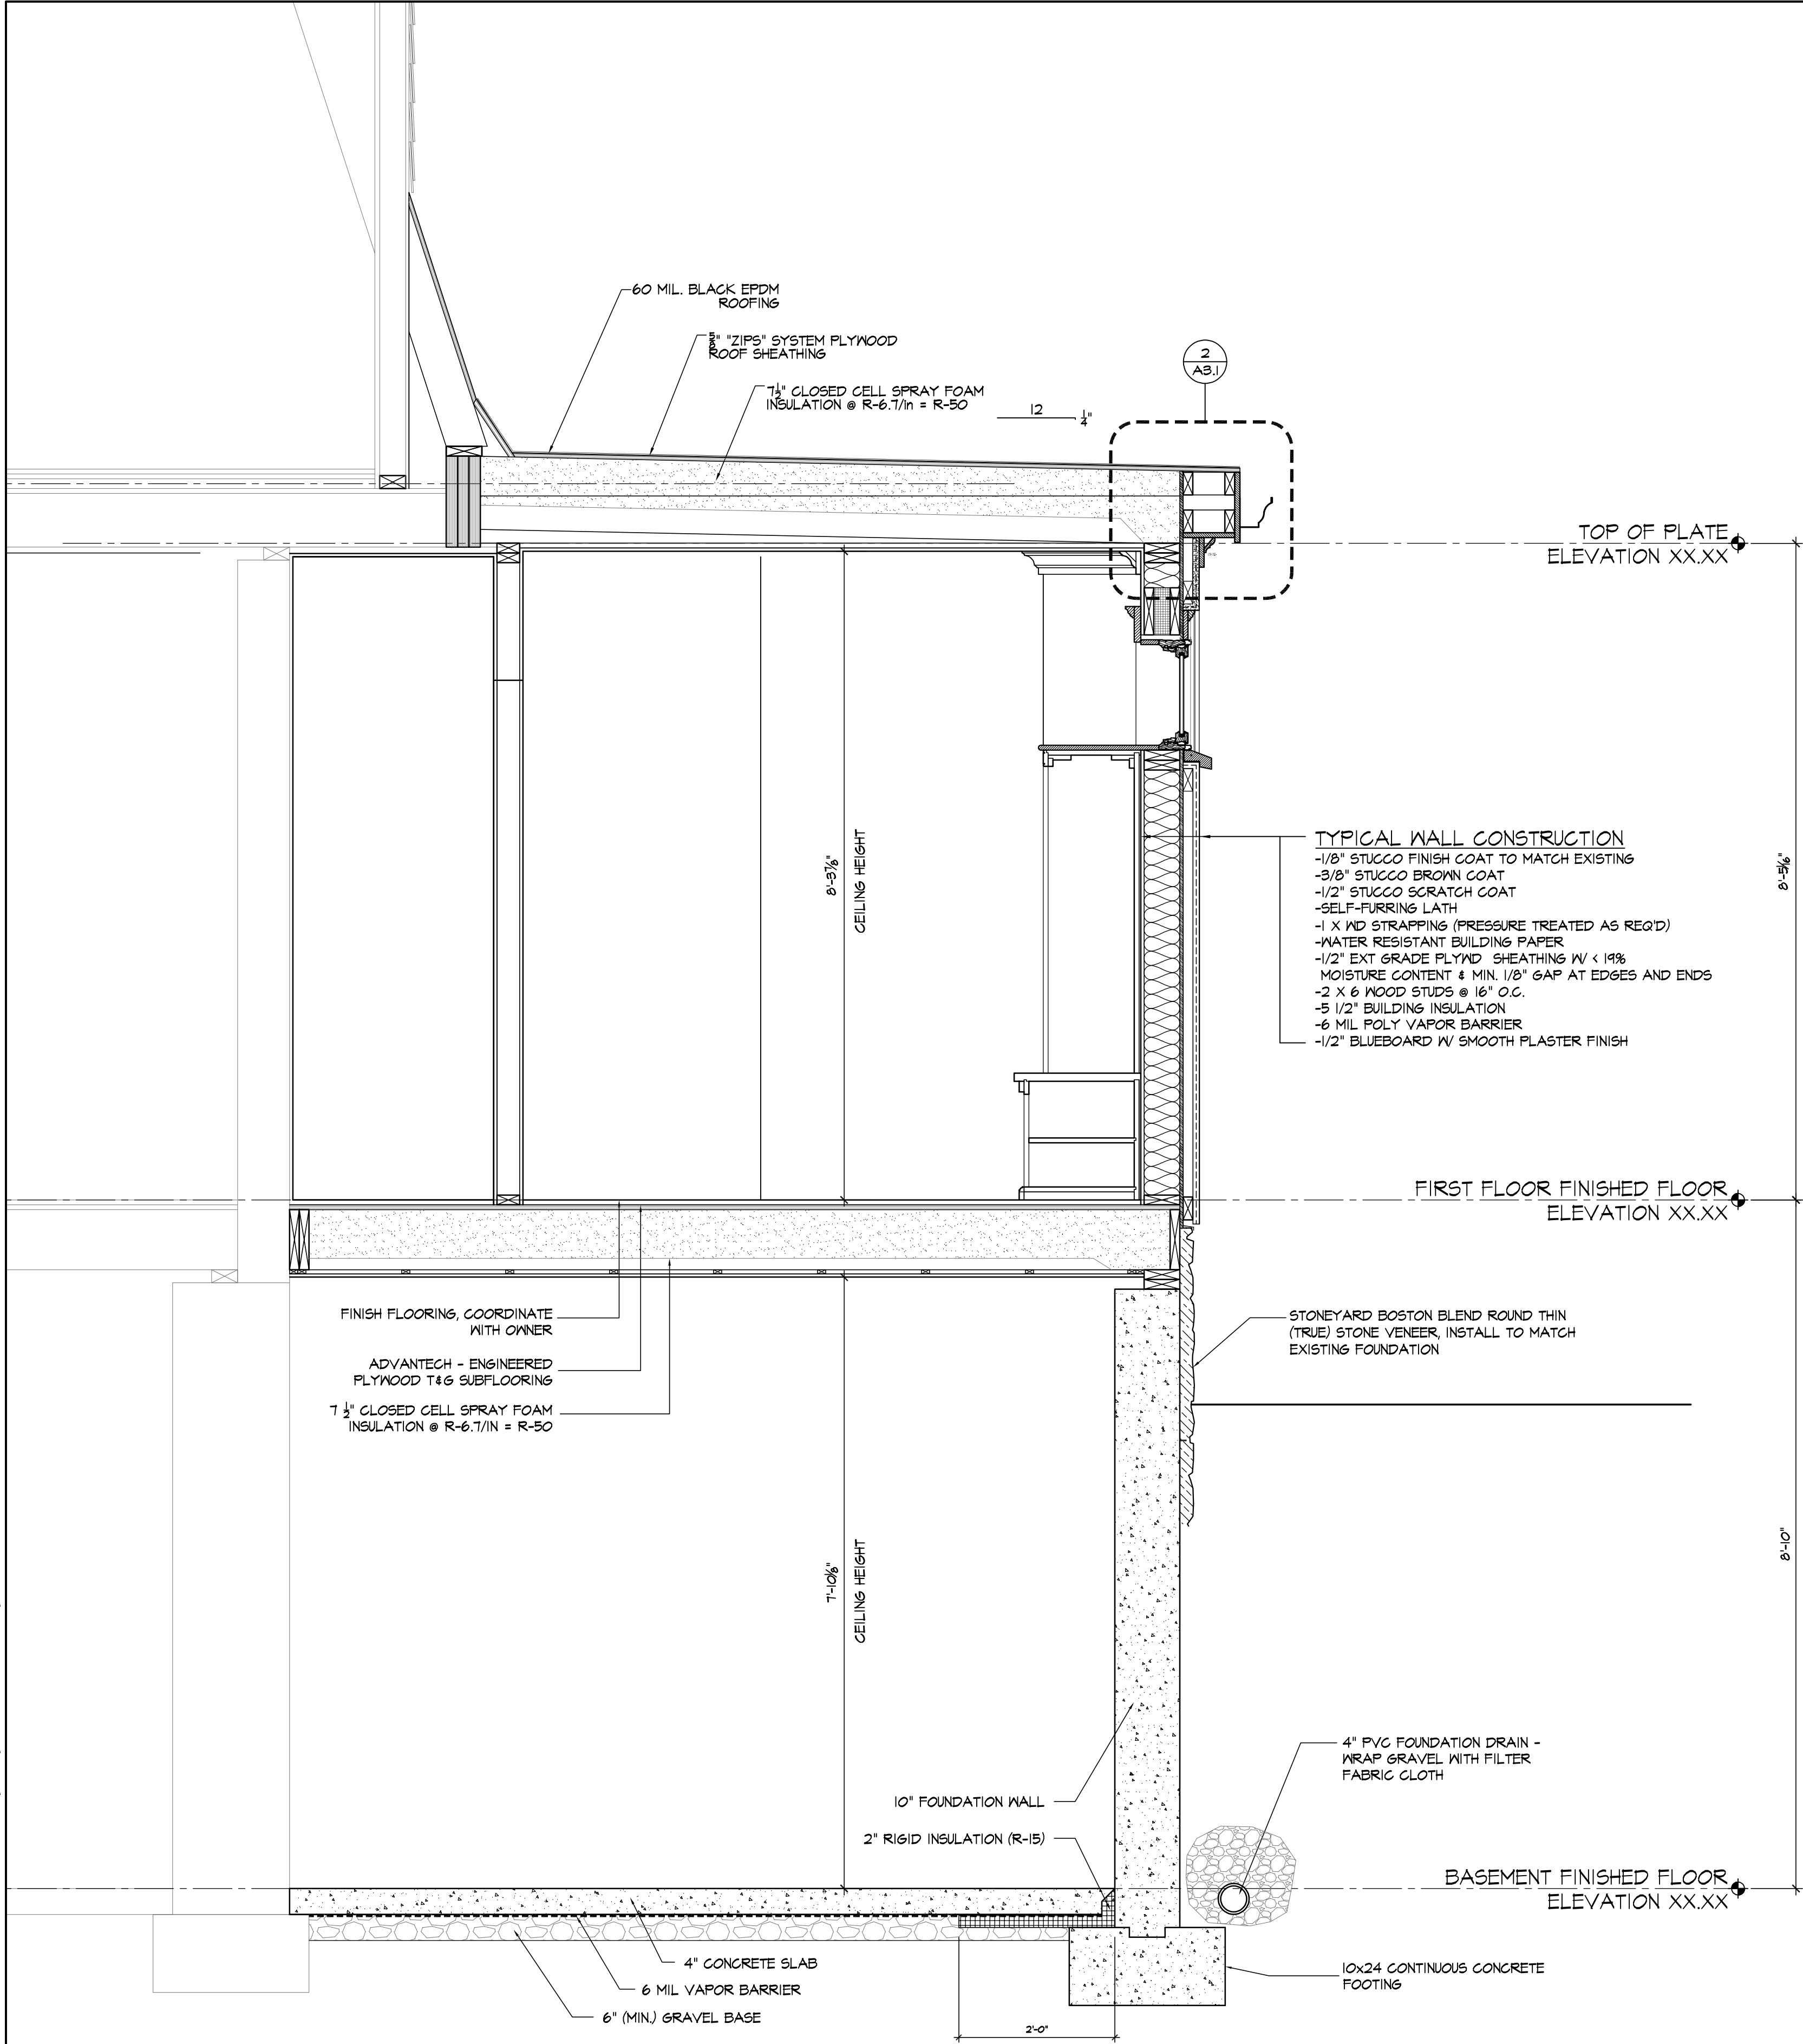 60 MIL. BLACK EPDM
ROOFING
5/8" "ZIPS" SYSTEM PLYWOOD
ROOF SHEATHING
7 1/2" CLOSED CELL SPRAY FOAM
INSULATION @ R-6.7/in = R-50
12
1/4"
2
A3.1
TOP OF PLATE
ELEVATION XX.XX
8'-3 7/8"
CEILING HEIGHT
TYPICAL WALL CONSTRUCTION
-1/8" STUCCO FINISH COAT TO MATCH EXISTING
-3/8" STUCCO BROWN COAT
-1/2" STUCCO SCRATCH COAT
-SELF-FURRING LATH
-1 X WD STRAPPING (PRESSURE TREATED AS REQ'D)
-WATER RESISTANT BUILDING PAPER
-1/2" EXT GRADE PLYWD SHEATHING W/ < 19%
MOISTURE CONTENT & MIN. 1/8" GAP AT EDGES AND ENDS
-2 X 6 WOOD STUDS @ 16" O.C.
-5 1/2" BUILDING INSULATION
-6 MIL POLY VAPOR BARRIER
-1/2" BLUEBOARD W/ SMOOTH PLASTER FINISH
FIRST FLOOR FINISHED FLOOR
ELEVATION XX.XX
FINISH FLOORING, COORDINATE
WITH OWNER
ADVANTECH - ENGINEERED
PLYWOOD T&G SUBFLOORING
7 1/2" CLOSED CELL SPRAY FOAM
INSULATION @ R-6.7/IN = R-50
STONEYARD BOSTON BLEND ROUND THIN
(TRUE) STONE VENEER, INSTALL TO MATCH
EXISTING FOUNDATION
CEILING HEIGHT
8'-10"
4" PVC FOUNDATION DRAIN -
WRAP GRAVEL WITH FILTER
FABRIC CLOTH
10" FOUNDATION WALL
2" RIGID INSULATION (R-15)
BASEMENT FINISHED FLOOR
ELEVATION XX.XX
4" CONCRETE SLAB
6 MIL VAPOR BARRIER
6" (MIN.) GRAVEL BASE
10x24 CONTINUOUS CONCRETE
FOOTING
2'-0"